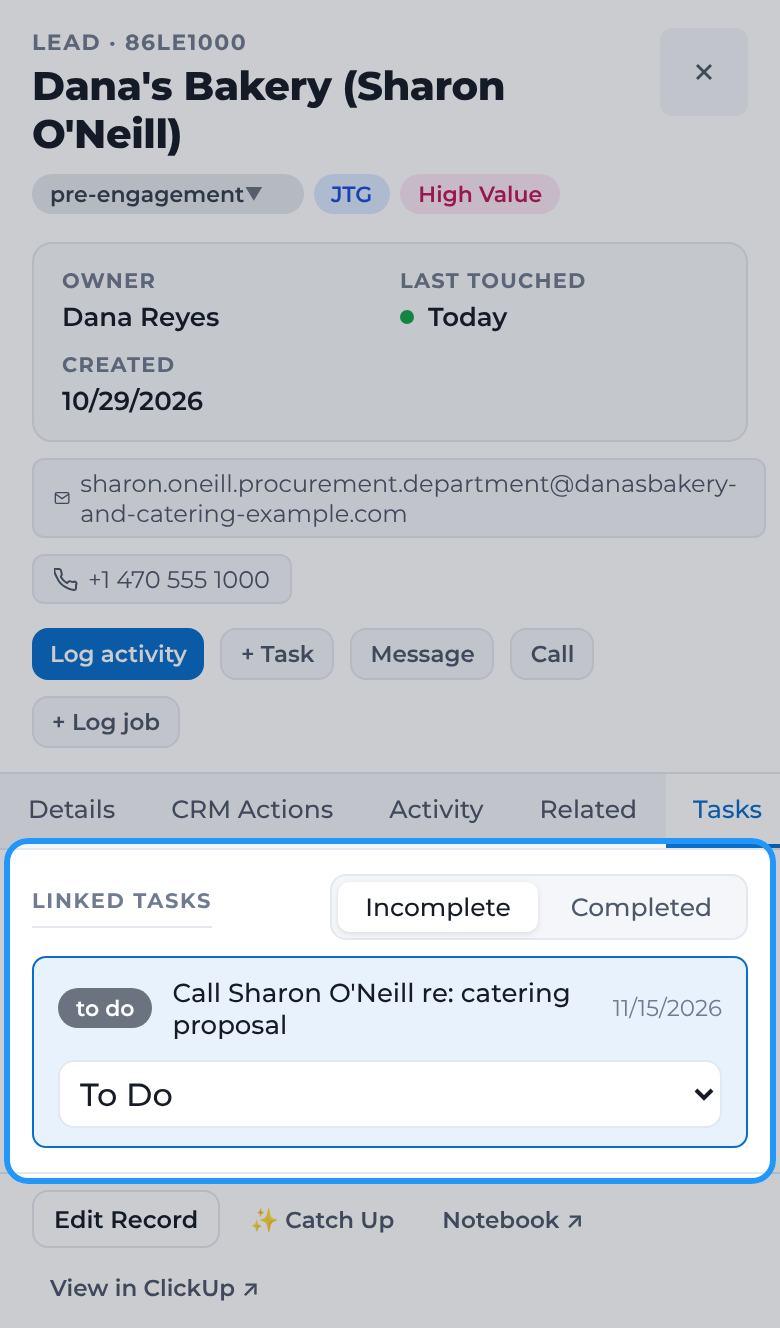 LEAD · 86LE1000
Dana's Bakery (Sharon
O'Neill)
pre-engagement▼ JTG High Value
OWNER LAST TOUCHED
Dana Reyes Today
CREATED
10/29/2026
sharon.oneill.procurement.department@danasbakery-
and-catering-example.com
+1 470 555 1000
Log activity + Task Message Call
+ Log job
Details CRM Actions Activity Related Tasks
LINKED TASKS Incomplete Completed
to do Call Sharon O'Neill re: catering 11/15/2026
proposal
To Do
Edit Record ✨ Catch Up Notebook ↗
View in ClickUp ↗